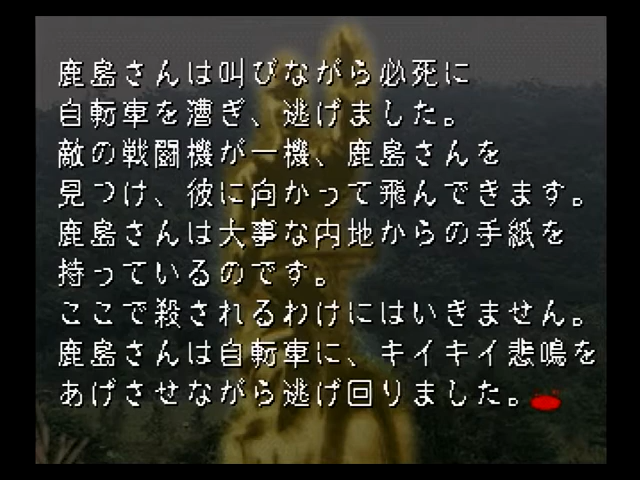 鹿島さんは叫びながら必死に
自転車を漕ぎ、逃げました。
敵の戦闘機が一機、鹿島さんを
見つけ、彼に向かって飛んできます。
鹿島さんは大事な内地からの手紙を
持っているのです。
ここで殺されるわけにはいきません。
鹿島さんは自転車に、キイキイ悲鳴を
あげさせながら逃げ回りました。